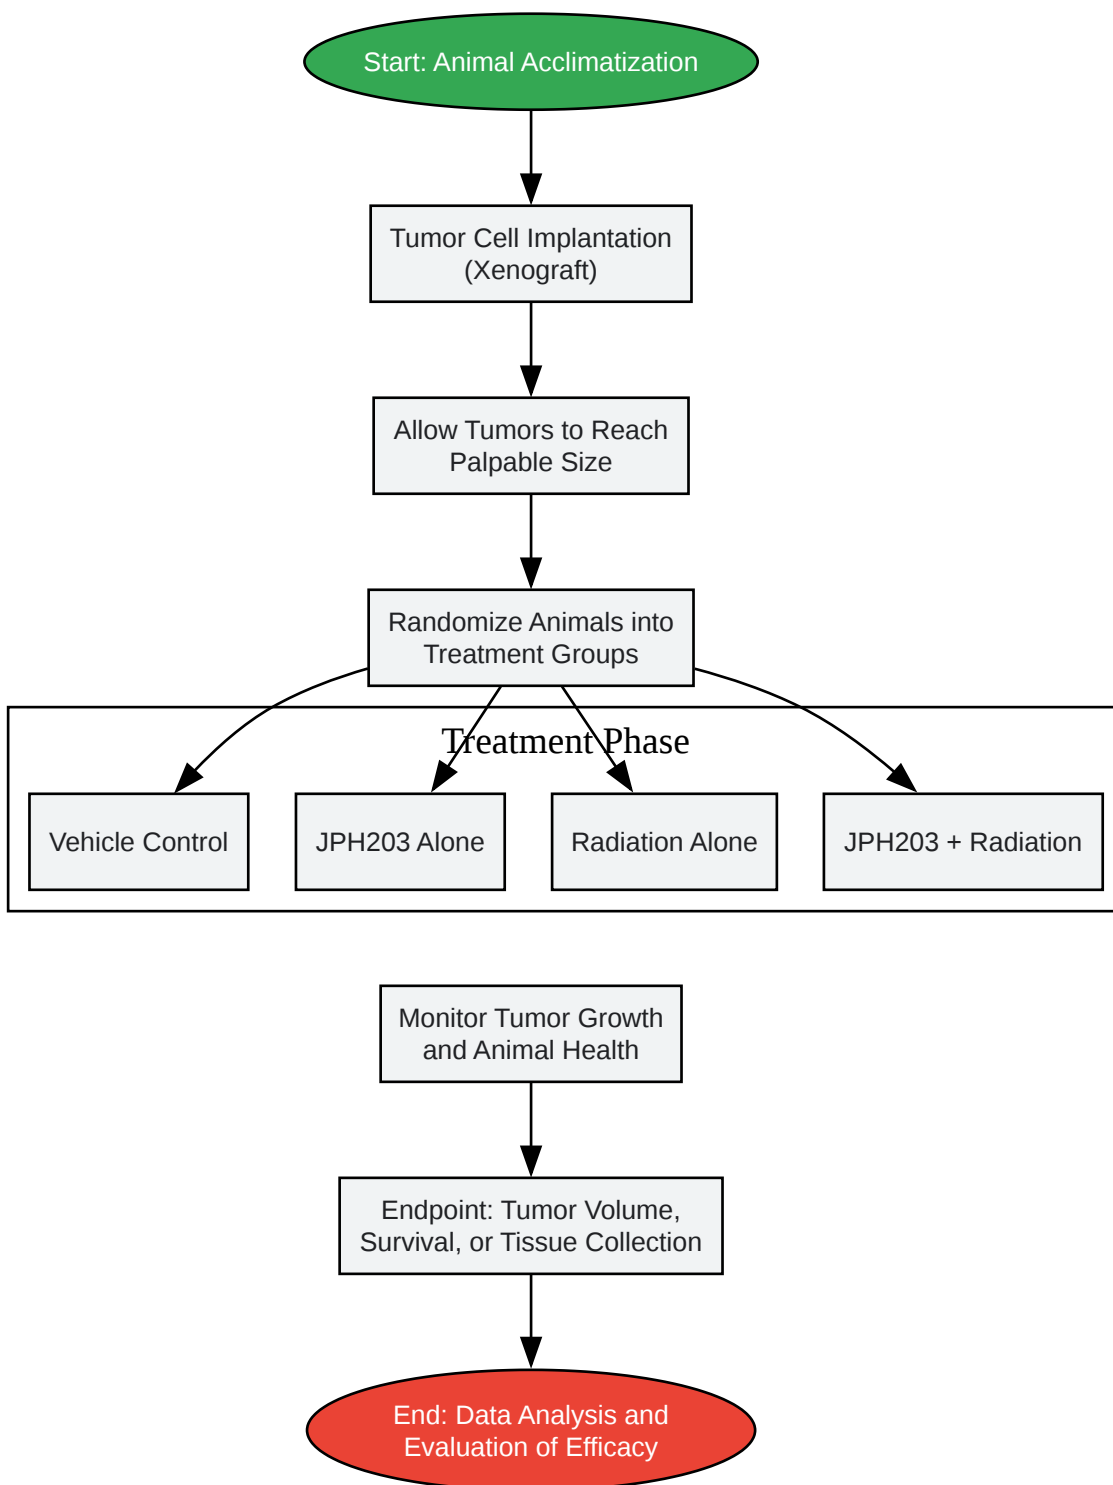 Start: Animal Acclimatization
Tumor Cell Implantation
(Xenograft)
Allow Tumors to Reach
Palpable Size
Randomize Animals into
Treatment Groups
Treatment Phase
Vehicle Control
JPH203 Alone
Radiation Alone
JPH203 + Radiation
Monitor Tumor Growth
and Animal Health
Endpoint: Tumor Volume,
Survival, or Tissue Collection
End: Data Analysis and
Evaluation of Efficacy